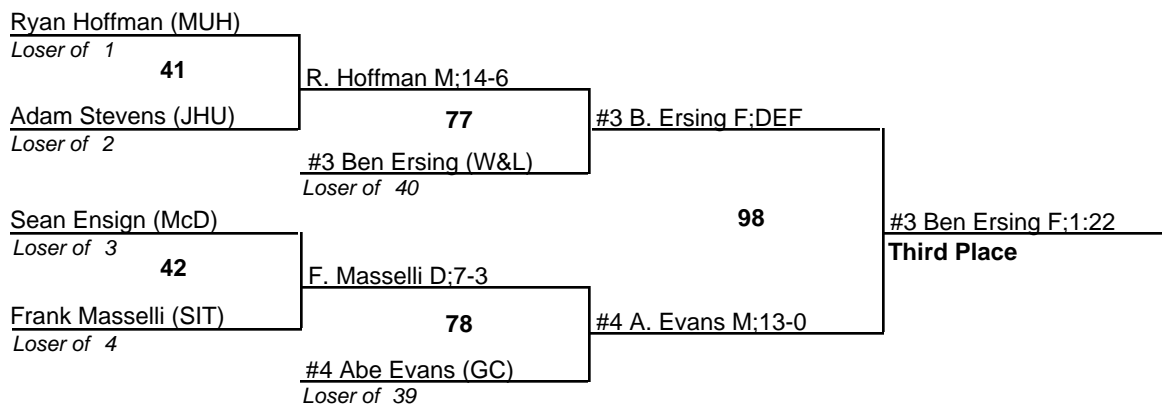 Ryan Hoffman (MUH)
Loser of 1
41
R. Hoffman M;14-6
Adam Stevens (JHU)
Loser of 2
77
#3 B. Ersing F;DEF
#3 Ben Ersing (W&L)
Loser of 40
Sean Ensign (McD)
Loser of 3
98
#3 Ben Ersing F;1:22
Third Place
42
F. Masselli D;7-3
Frank Masselli (SIT)
Loser of 4
78
#4 A. Evans M;13-0
#4 Abe Evans (GC)
Loser of 39